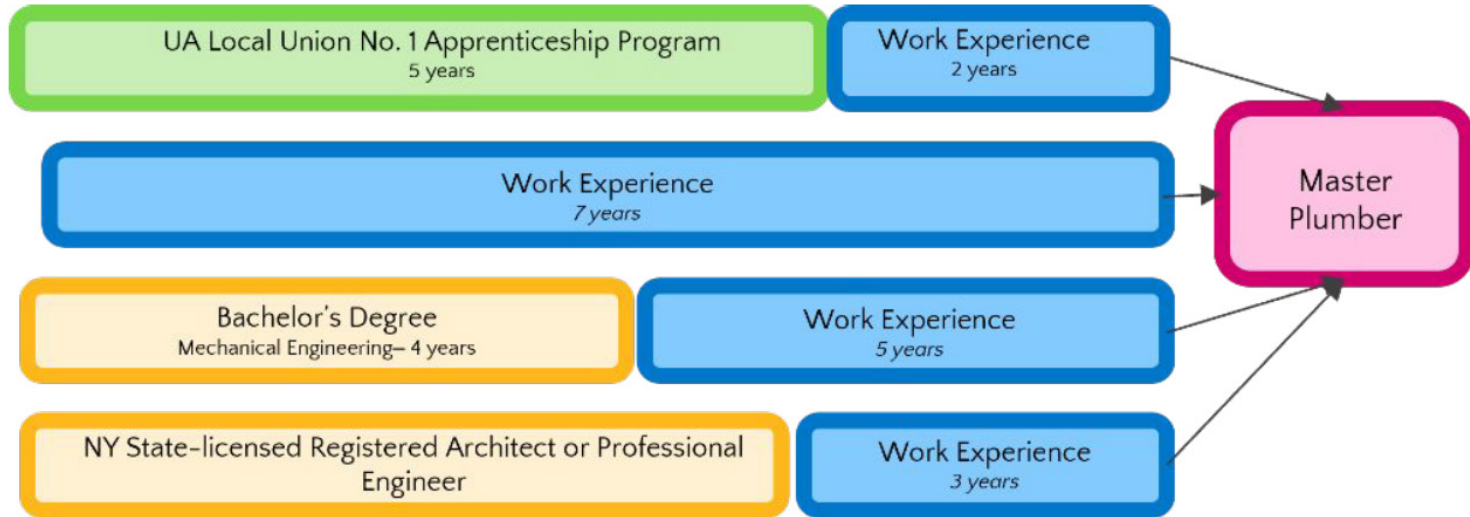 UA Local Union No. 1 Apprenticeship Program
5 years
Work Experience
2 years
Work Experience
7 years
Master
Plumber
Bachelor's Degree
Mechanical Engineering– 4 years
Work Experience
5 years
NY State-licensed Registered Architect or Professional
Engineer
Work Experience
3 years